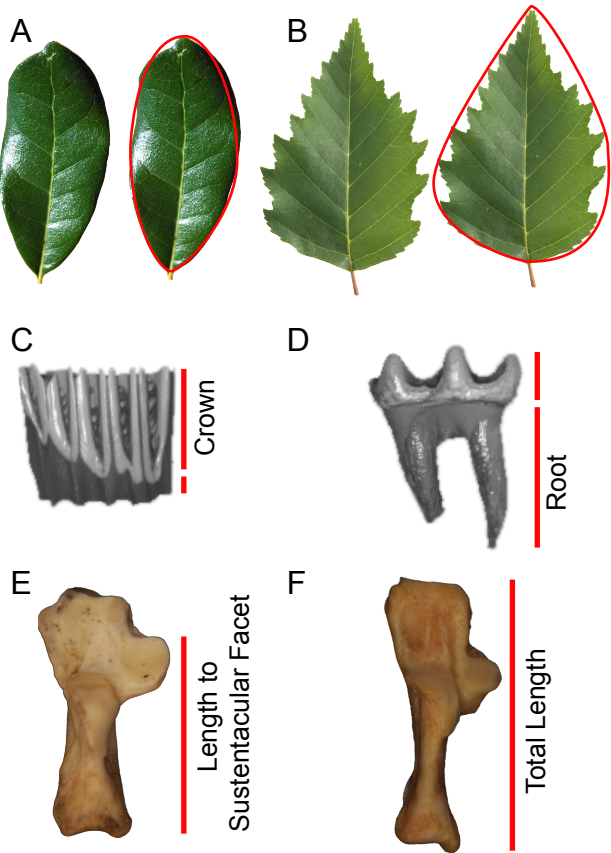 A
B
C
Crown
D
Root
E
Length to
Sustentacular Facet
F
Total Length